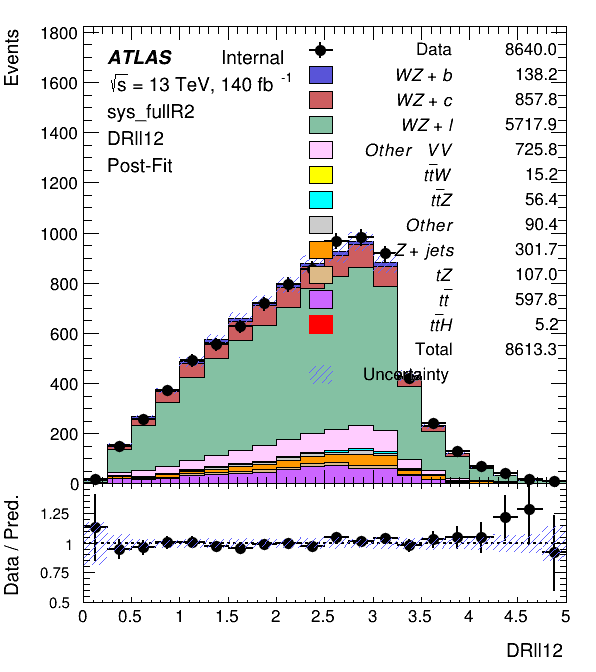 Events
1800
1600
1400
1200
1000
800
600
400
200
0
ATLAS Internal
√s = 13 TeV, 140 fb⁻¹
sys_fullR2
DRll12
Post-Fit
Data 8640.0
WZ + b 138.2
WZ + c 857.8
WZ + l 5717.9
Other VV 725.8
tt̄W 15.2
tt̄Z 56.4
Other 90.4
Z + jets 301.7
tZ 107.0
tt̄ 597.8
tt̄H 5.2
Total 8613.3
Uncertainty
Data / Pred.
1.25
1
0.75
0.5
0 0.5 1 1.5 2 2.5 3 3.5 4 4.5 5
DRll12